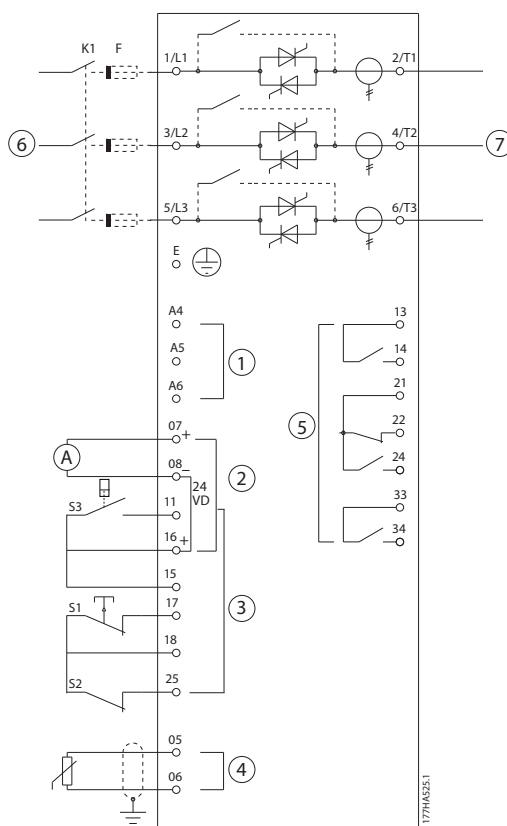 K1 F 1/L1 2/T1
6 3/L2 4/T2 7
5/L3 6/T3
E
A4 13
1
A5 14
A6 21
5
07 + 22
A 2
08 – 24
24
VD
S3 11 33
16 + 34
15
3
S1 17
18
S2 25
05
4
06
177HA525.1